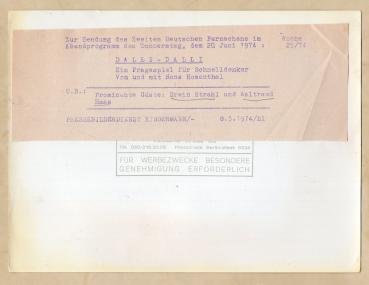 Zur Sendung des Zweiten Deutschen Fernsehens im Woche
Abendprogramm des Donnerstag, dem 20 Juni 1974 : 25/74
DALLI-DALLI
Ein Fragespiel für Schnelldenker
Von und mit Hans Rosenthal
U.B.:
Prominente Gäste: Erwin Strahl und Waltraud
Haas
PRESSEBILDERDIENST KINDERMANN/- 8.5.1974/bl
FÜR WERBEZWECKE BESONDERE
GENEHMIGUNG ERFORDERLICH